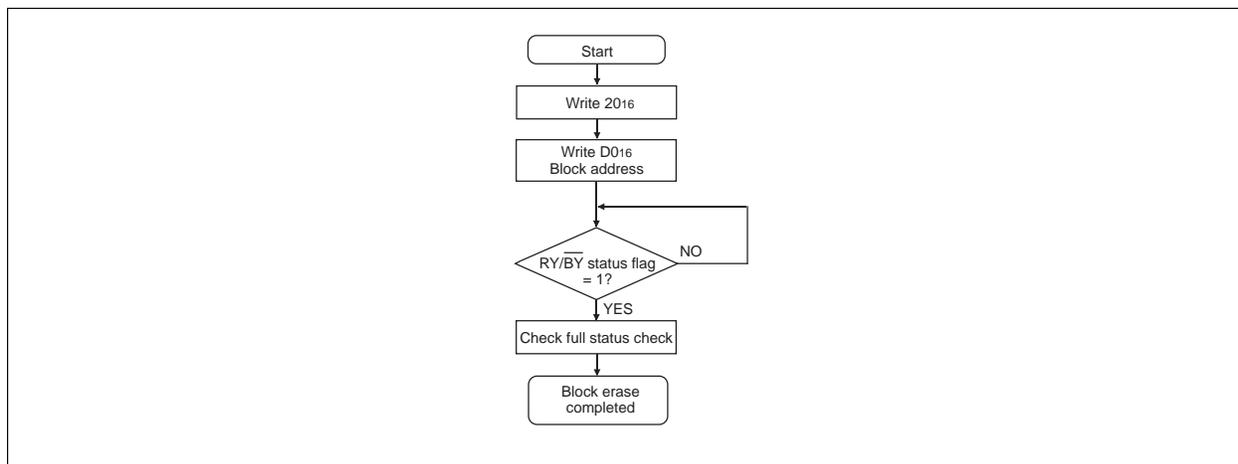 Start
Write 2016
Write D016
Block address
RY/B̅Y̅ status flag
= 1?
NO
YES
Check full status check
Block erase
completed